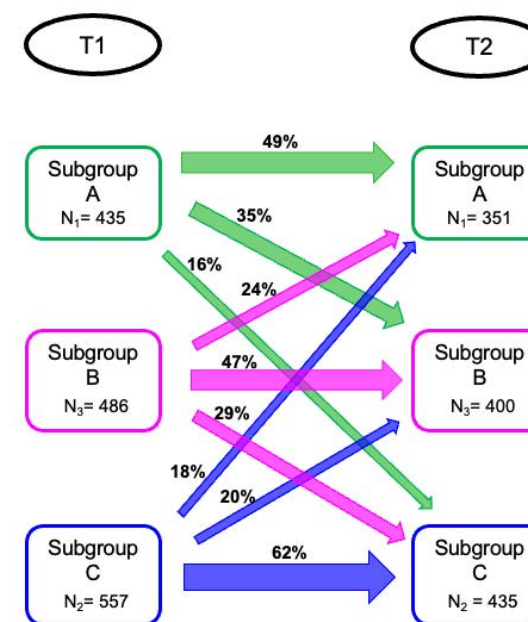 T1
T2
49%
Subgroup
A
N₁= 435
Subgroup
A
N₁= 351
35%
16%
24%
Subgroup
B
N₃= 486
47%
Subgroup
B
N₃= 400
29%
18%
20%
Subgroup
C
N₂= 557
62%
Subgroup
C
N₂ = 435